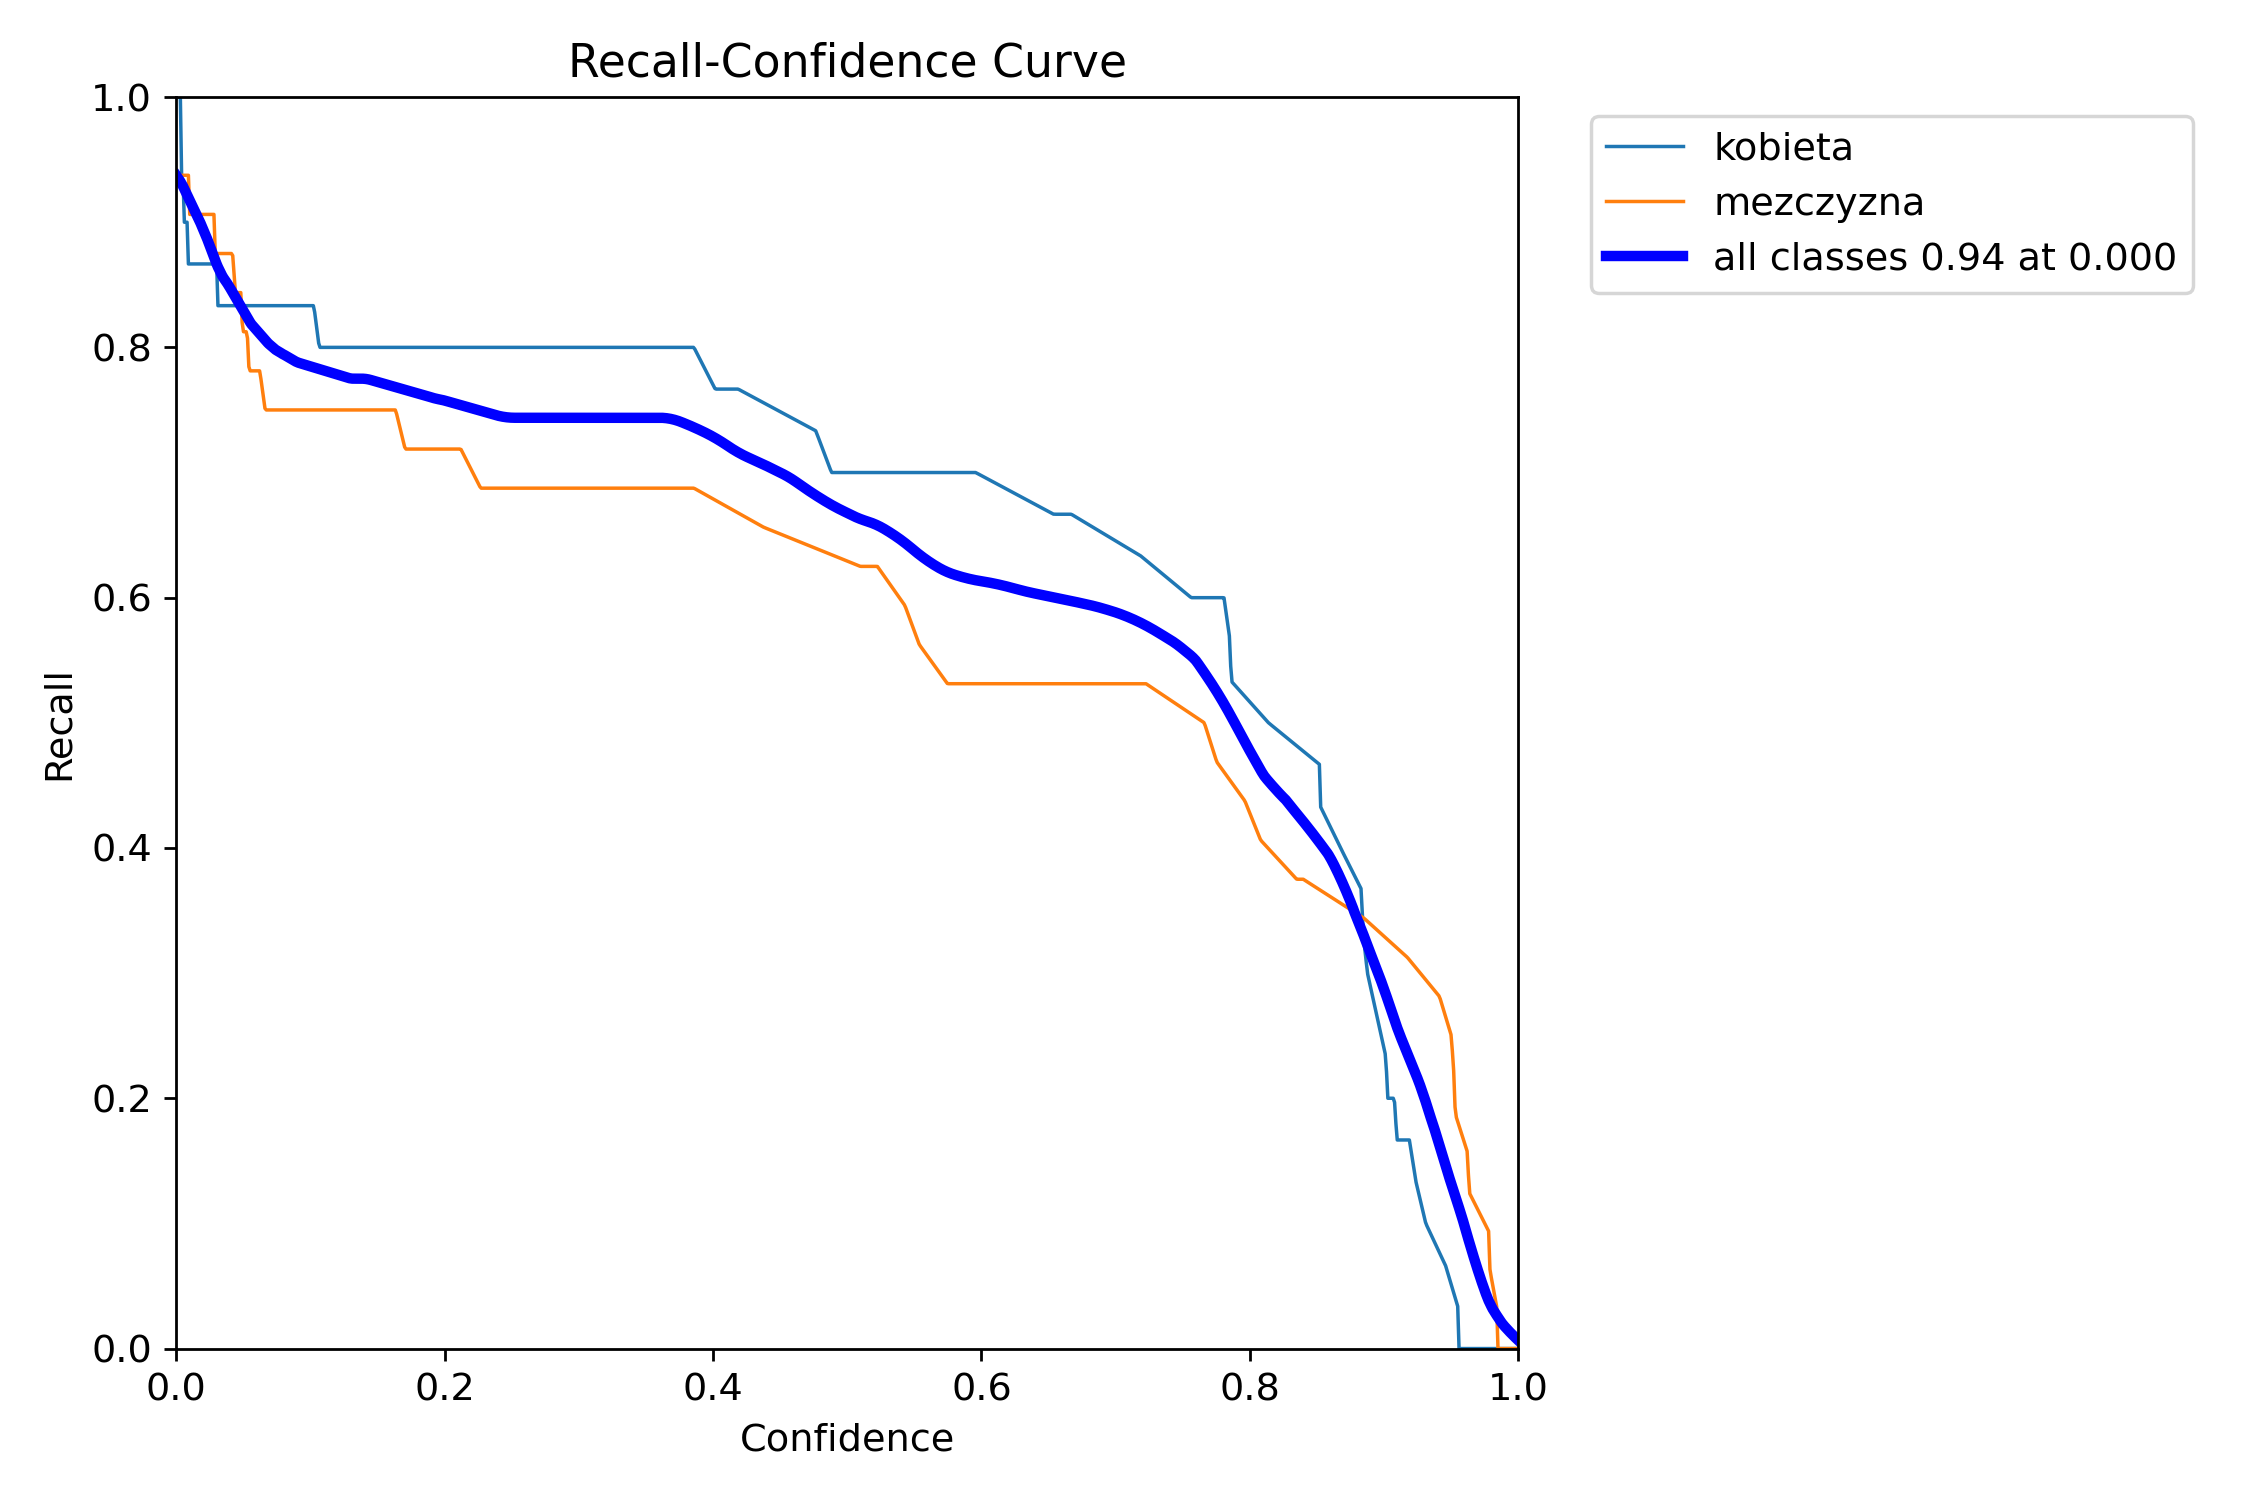 Recall-Confidence Curve
kobieta
mezczyzna
all classes 0.94 at 0.000
1.0
0.8
0.6
0.4
0.2
0.0
Recall
0.0 0.2 0.4 0.6 0.8 1.0
Confidence